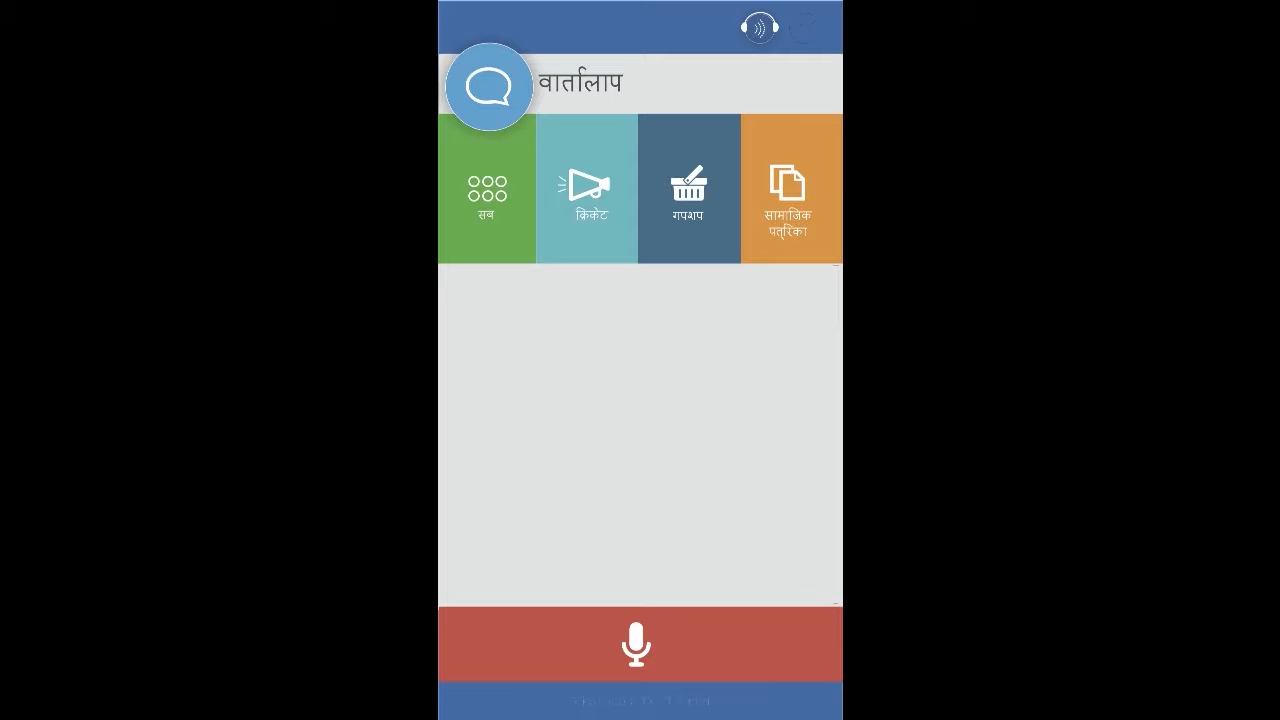 वार्तालाप
सब
क्रिकेट
गपशप
सामाजिक
पत्रिका